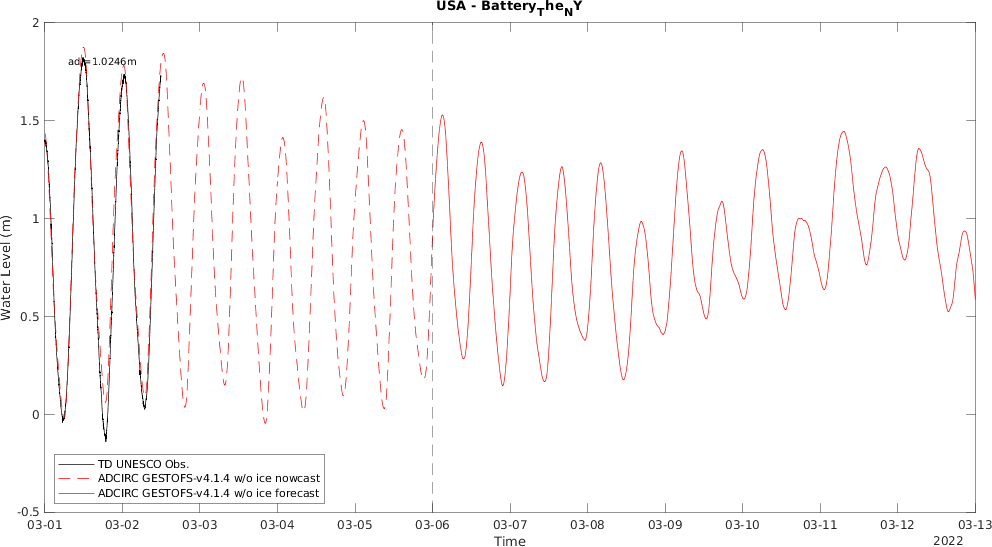 USA - Battery_The_NY
2
1.5
1
0.5
0
-0.5
Water Level (m)
adj=1.0246m
TD UNESCO Obs.
ADCIRC GESTOFS-v4.1.4 w/o ice nowcast
ADCIRC GESTOFS-v4.1.4 w/o ice forecast
03-01 03-02 03-03 03-04 03-05 03-06 03-07 03-08 03-09 03-10 03-11 03-12 03-13
Time
2022